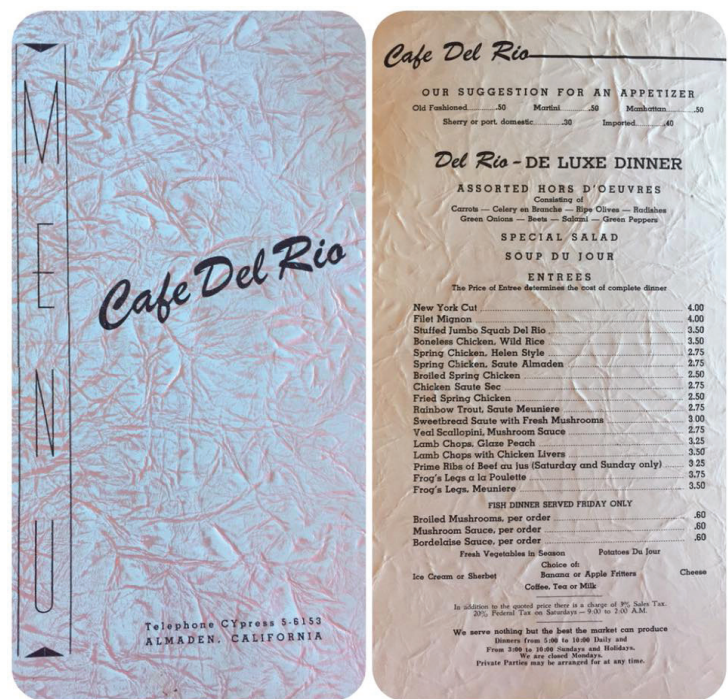 MENU
Cafe Del Rio
Telephone CYpress 5-6153
ALMADEN, CALIFORNIA
Cafe Del Rio
OUR SUGGESTION FOR AN APPETIZER
Old Fashioned .50 Martini .50 Manhattan .50
Sherry or port, domestic .30 Imported .40
Del Rio - DE LUXE DINNER
ASSORTED HORS D'OEUVRES
Consisting of
Carrots — Celery en Branche — Ripe Olives — Radishes
Green Onions — Beets — Salami — Green Peppers
SPECIAL SALAD
SOUP DU JOUR
ENTREES
The Price of Entree determines the cost of complete dinner
New York Cut 4.00
Filet Mignon 4.00
Stuffed Jumbo Squab Del Rio 3.50
Boneless Chicken, Wild Rice 3.50
Spring Chicken, Helen Style 2.75
Spring Chicken, Saute Almaden 2.75
Broiled Spring Chicken 2.50
Chicken Saute Sec 2.75
Fried Spring Chicken 2.50
Rainbow Trout, Saute Meuniere 2.75
Sweetbread Saute with Fresh Mushrooms 3.00
Veal Scallopini, Mushroom Sauce 2.75
Lamb Chops, Glaze Peach 3.25
Lamb Chops with Chicken Livers 3.50
Prime Ribs of Beef au jus (Saturday and Sunday only) 3.25
Frog's Legs a la Poulette 3.75
Frog's Legs, Meuniere 3.50
FISH DINNER SERVED FRIDAY ONLY
Broiled Mushrooms, per order .60
Mushroom Sauce, per order .60
Bordelaise Sauce, per order .60
Fresh Vegetables in Season Potatoes Du Jour
Choice of:
Ice Cream or Sherbet Banana or Apple Fritters Cheese
Coffee, Tea or Milk
In addition to the quoted price there is a charge of 3% Sales Tax.
20% Federal Tax on Saturdays — 9:00 to 2:00 A.M.
We serve nothing but the best the market can produce
Dinners from 5:00 to 10:00 Daily and
From 3:00 to 10:00 Sundays and Holidays.
We are closed Mondays.
Private Parties may be arranged for at any time.